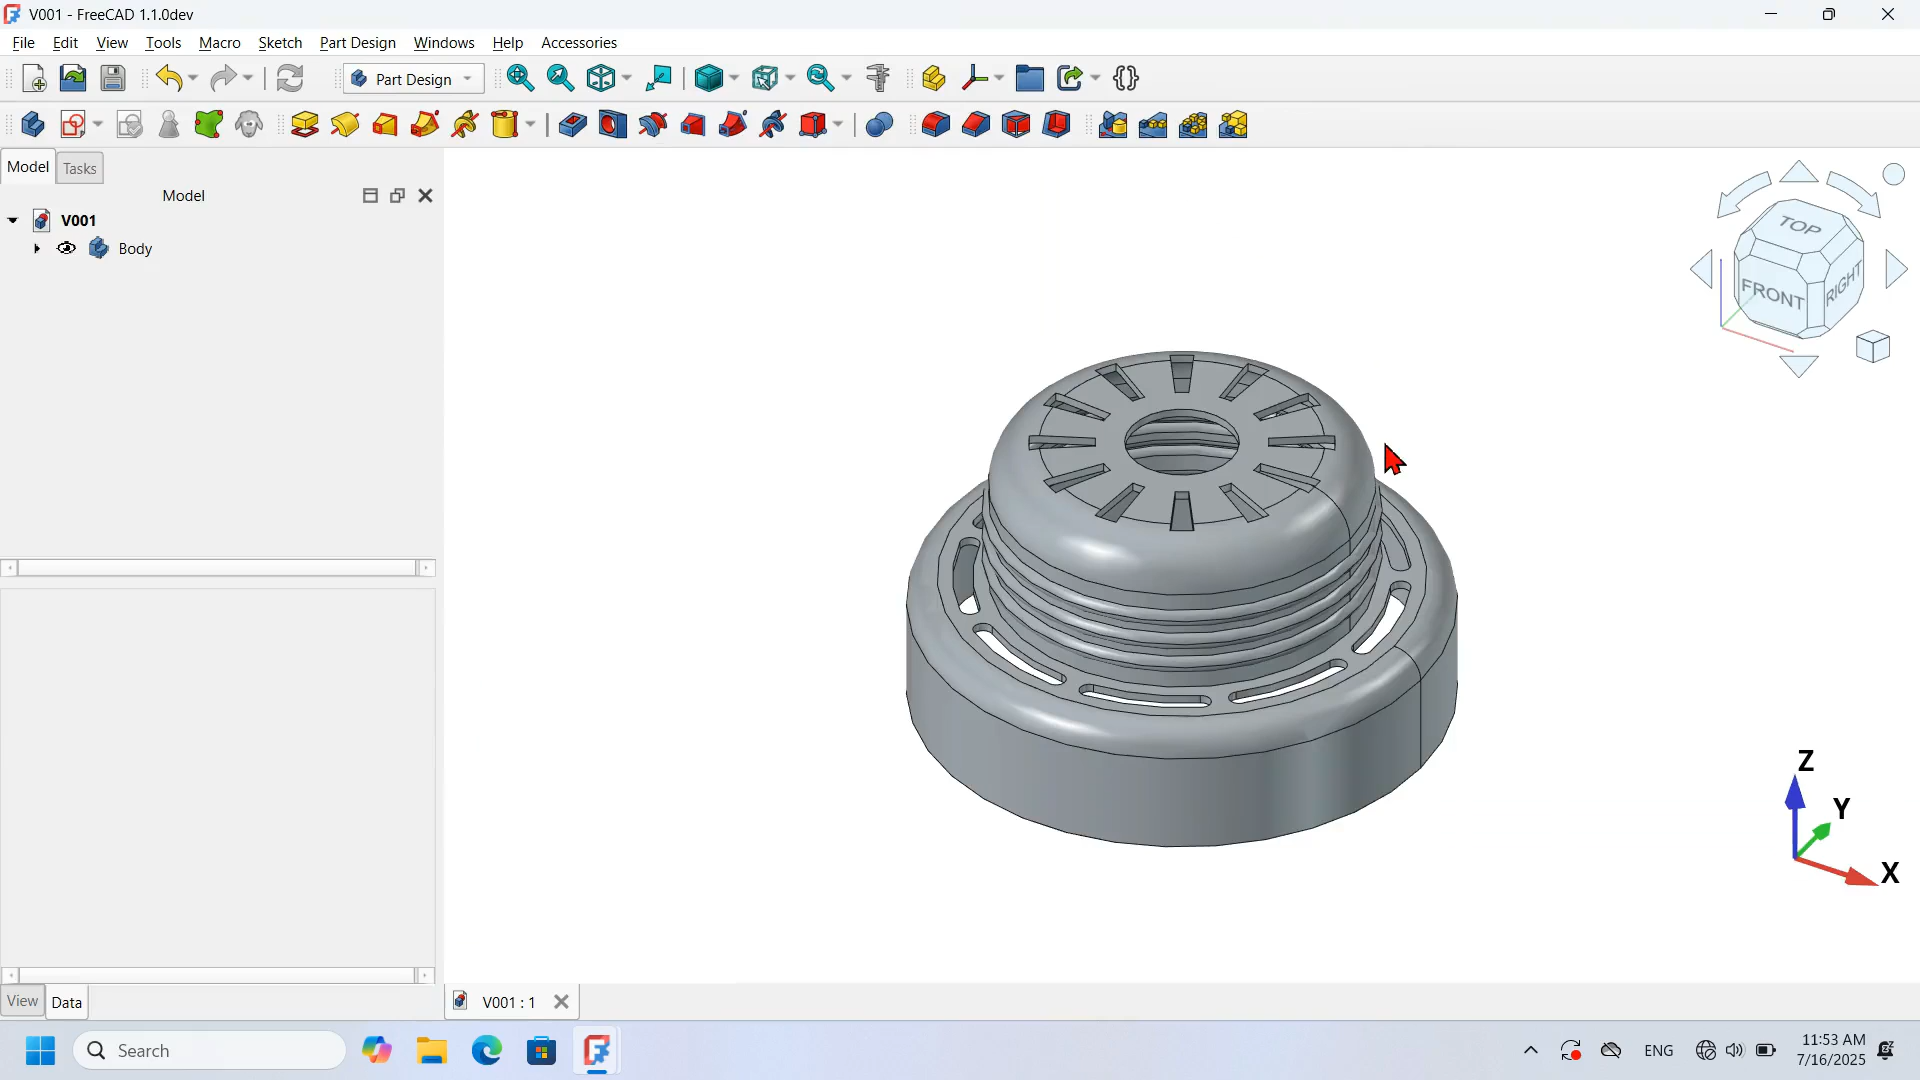 V001 - FreeCAD 1.1.0dev
File Edit View Tools Macro Sketch Part Design Windows Help Accessories
Part Design
Model Tasks
Model
V001
Body
TOP
FRONT
RIGHT
Z
Y
X
View Data
V001 : 1
Search
ENG
11:53 AM
7/16/2025